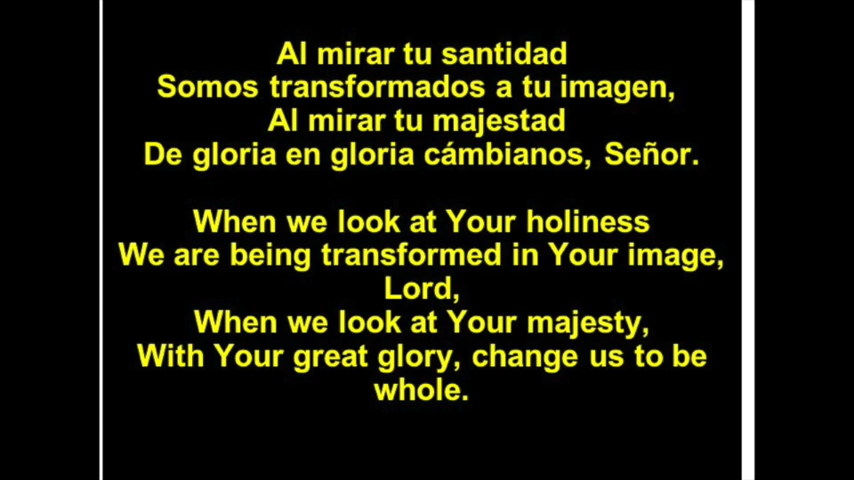 Al mirar tu santidad
Somos transformados a tu imagen,
Al mirar tu majestad
De gloria en gloria cámbianos, Señor.
When we look at Your holiness
We are being transformed in Your image,
Lord,
When we look at Your majesty,
With Your great glory, change us to be
whole.